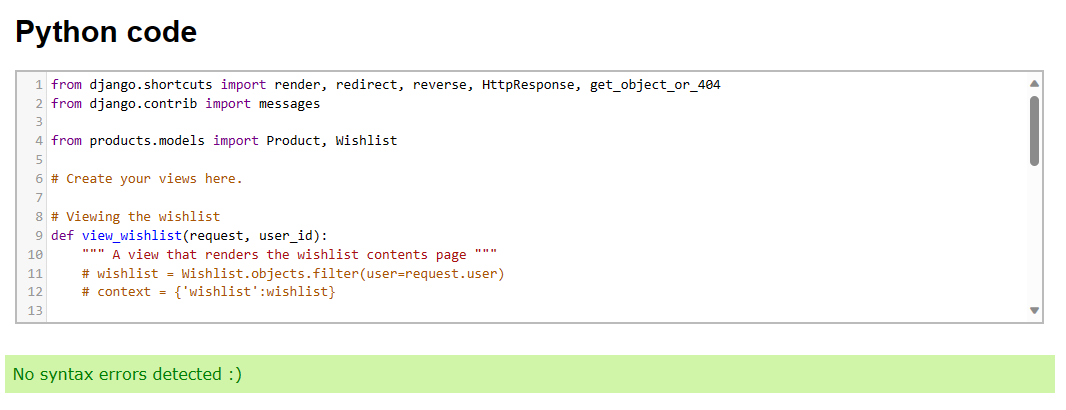 Python code
1 from django.shortcuts import render, redirect, reverse, HttpResponse, get_object_or_404
2 from django.contrib import messages
3
4 from products.models import Product, Wishlist
5
6 # Create your views here.
7
8 # Viewing the wishlist
9 def view_wishlist(request, user_id):
10     """ A view that renders the wishlist contents page """
11     # wishlist = Wishlist.objects.filter(user=request.user)
12     # context = {'wishlist':wishlist}
13
No syntax errors detected :)